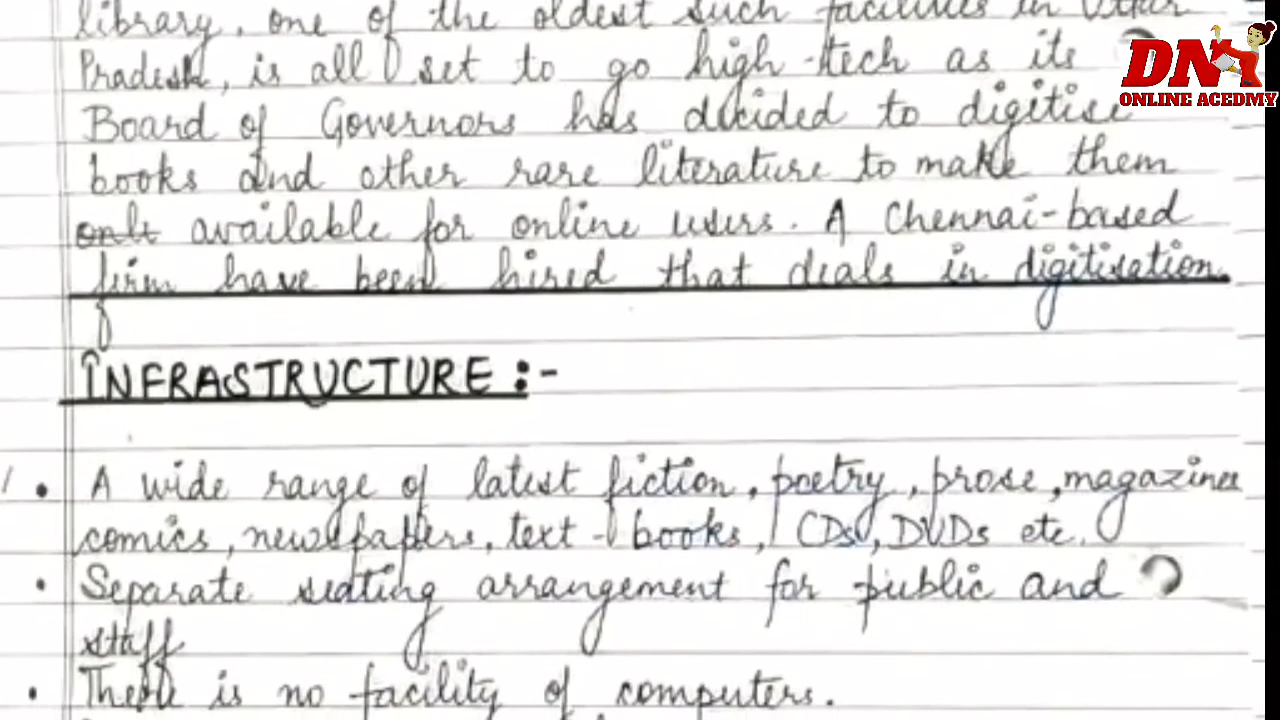 library, one of the oldest such facilities in Uttar
Pradesh, is all set to go high-tech as its
Board of Governors has decided to digitise
books and other rare literature to make them
onle available for online users. A Chennai-based
firm have been hired that deals in digitisation
INFRASTRUCTURE :-
• A wide range of latest fiction, poetry, prose, magazines
comics, newspapers, text-books, CDs, DVDs etc.
• Separate seating arrangement for public and
staff
• There is no facility of computers.
DN
ONLINE ACEDMY